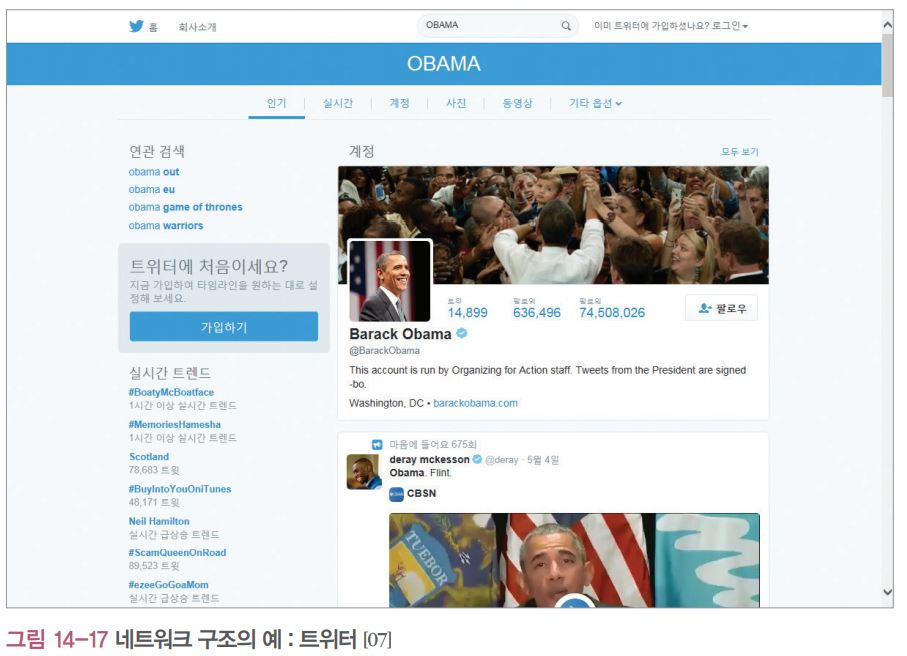 홈 회사소개 OBAMA 이미 트위터에 가입하셨나요? 로그인
OBAMA
인기 실시간 계정 사진 동영상 기타 옵션
연관 검색
obama out
obama eu
obama game of thrones
obama warriors
트위터에 처음이세요?
지금 가입하여 타임라인을 원하는 대로 설
정해 보세요.
가입하기
실시간 트렌드
#BoatyMcBoatface
1시간 이상 실시간 트렌드
#MemoriesHamesha
1시간 이상 실시간 트렌드
Scotland
78,683 트윗
#BuyIntoYouOniTunes
48,171 트윗
Neil Hamilton
실시간 급상승 트렌드
#ScamQueenOnRoad
89,523 트윗
#ezeeGoGoaMom
실시간 급상승 트렌드
계정 모두 보기
트윗 팔로잉 팔로워
14,899 636,496 74,508,026 팔로우
Barack Obama
@BarackObama
This account is run by Organizing for Action staff. Tweets from the President are signed
-bo.
Washington, DC • barackobama.com
마음에 들어요 675회
deray mckesson @deray · 5월 4일
Obama. Flint.
CBSN
그림 14-17 네트워크 구조의 예 : 트위터 [07]